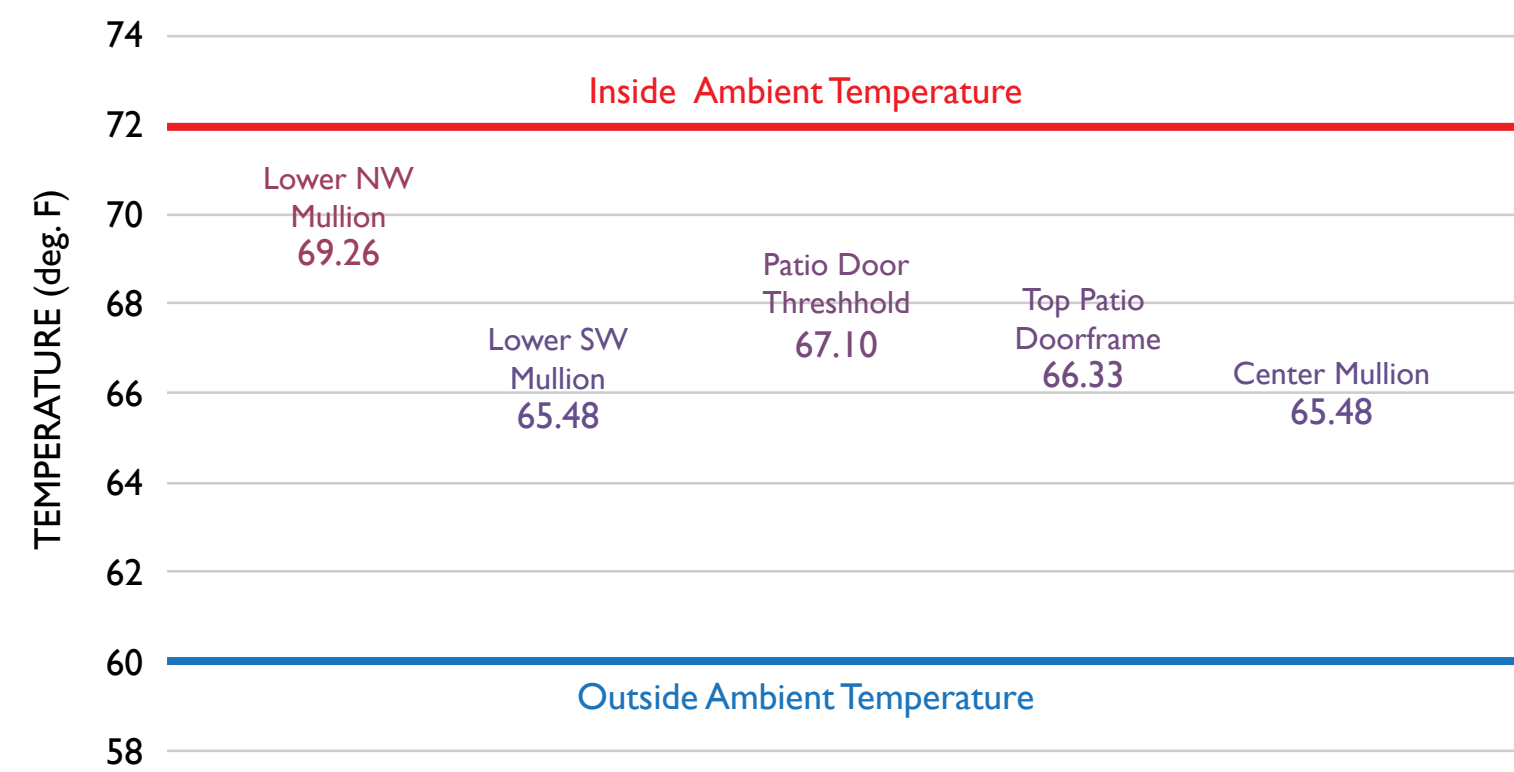 TEMPERATURE (deg. F)
74
72
70
68
66
64
62
60
58
Inside Ambient Temperature
Lower NW
Mullion
69.26
Lower SW
Mullion
65.48
Patio Door
Threshhold
67.10
Top Patio
Doorframe
66.33
Center Mullion
65.48
Outside Ambient Temperature